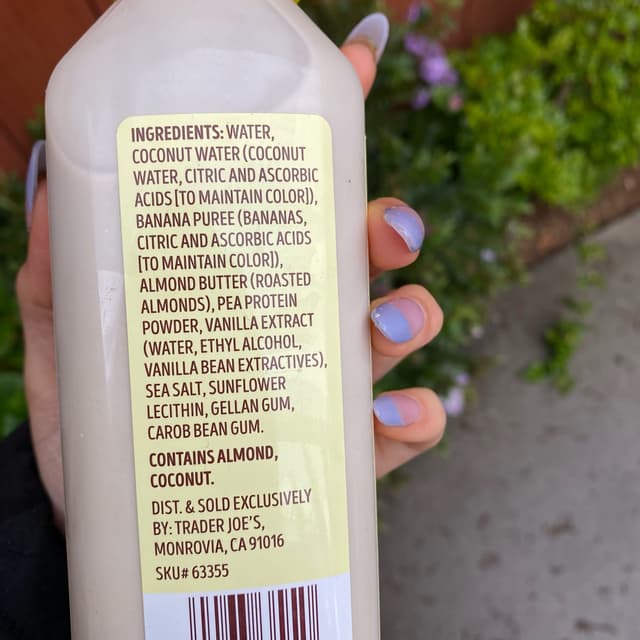 INGREDIENTS: WATER,
COCONUT WATER (COCONUT
WATER, CITRIC AND ASCORBIC
ACIDS [TO MAINTAIN COLOR]),
BANANA PUREE (BANANAS,
CITRIC AND ASCORBIC ACIDS
[TO MAINTAIN COLOR]),
ALMOND BUTTER (ROASTED
ALMONDS), PEA PROTEIN
POWDER, VANILLA EXTRACT
(WATER, ETHYL ALCOHOL,
VANILLA BEAN EXTRACTIVES),
SEA SALT, SUNFLOWER
LECITHIN, GELLAN GUM,
CAROB BEAN GUM.
CONTAINS ALMOND,
COCONUT.
DIST. & SOLD EXCLUSIVELY
BY: TRADER JOE'S,
MONROVIA, CA 91016
SKU# 63355